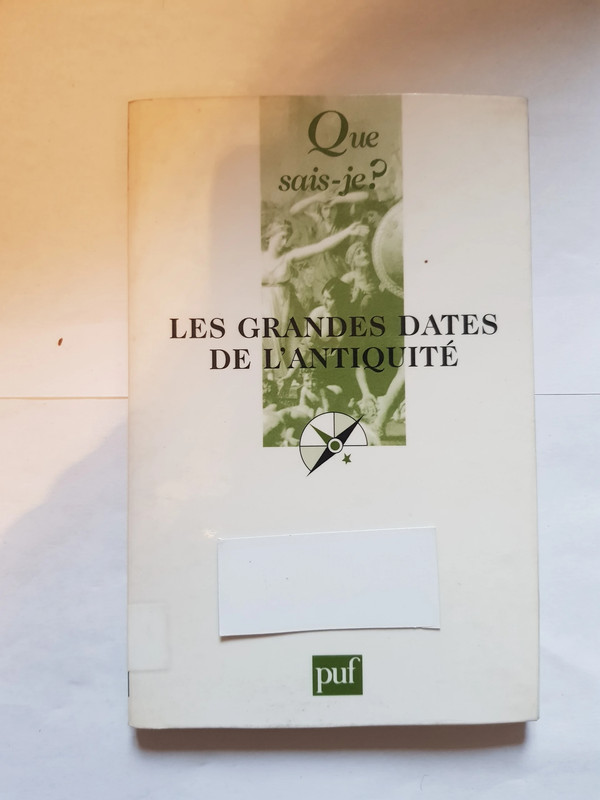 Que
sais-je?
LES GRANDES DATES
DE L'ANTIQUITÉ
puf